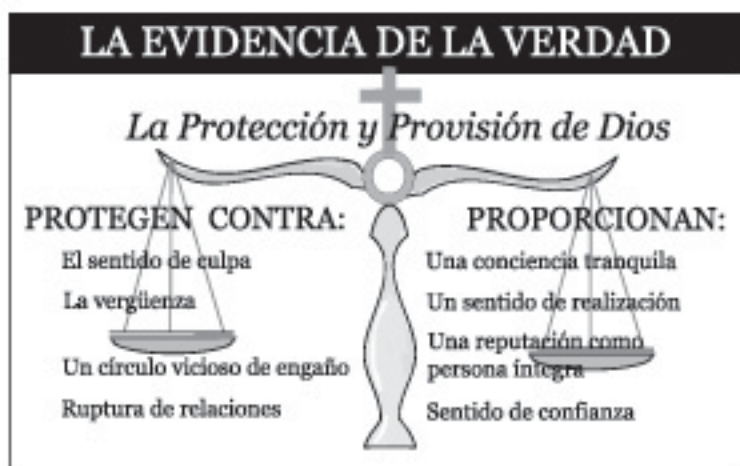 LA EVIDENCIA DE LA VERDAD
La Protección y Provisión de Dios
PROTEGEN CONTRA:
El sentido de culpa
La vergüenza
Un círculo vicioso de engaño
Ruptura de relaciones
PROPORCIONAN:
Una conciencia tranquila
Un sentido de realización
Una reputación como
persona íntegra
Sentido de confianza